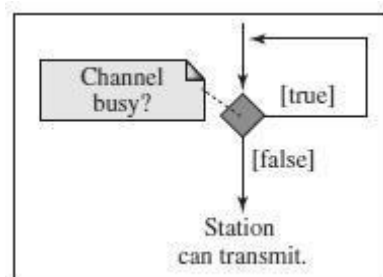 Channel
busy?
[true]
[false]
Station
can transmit.